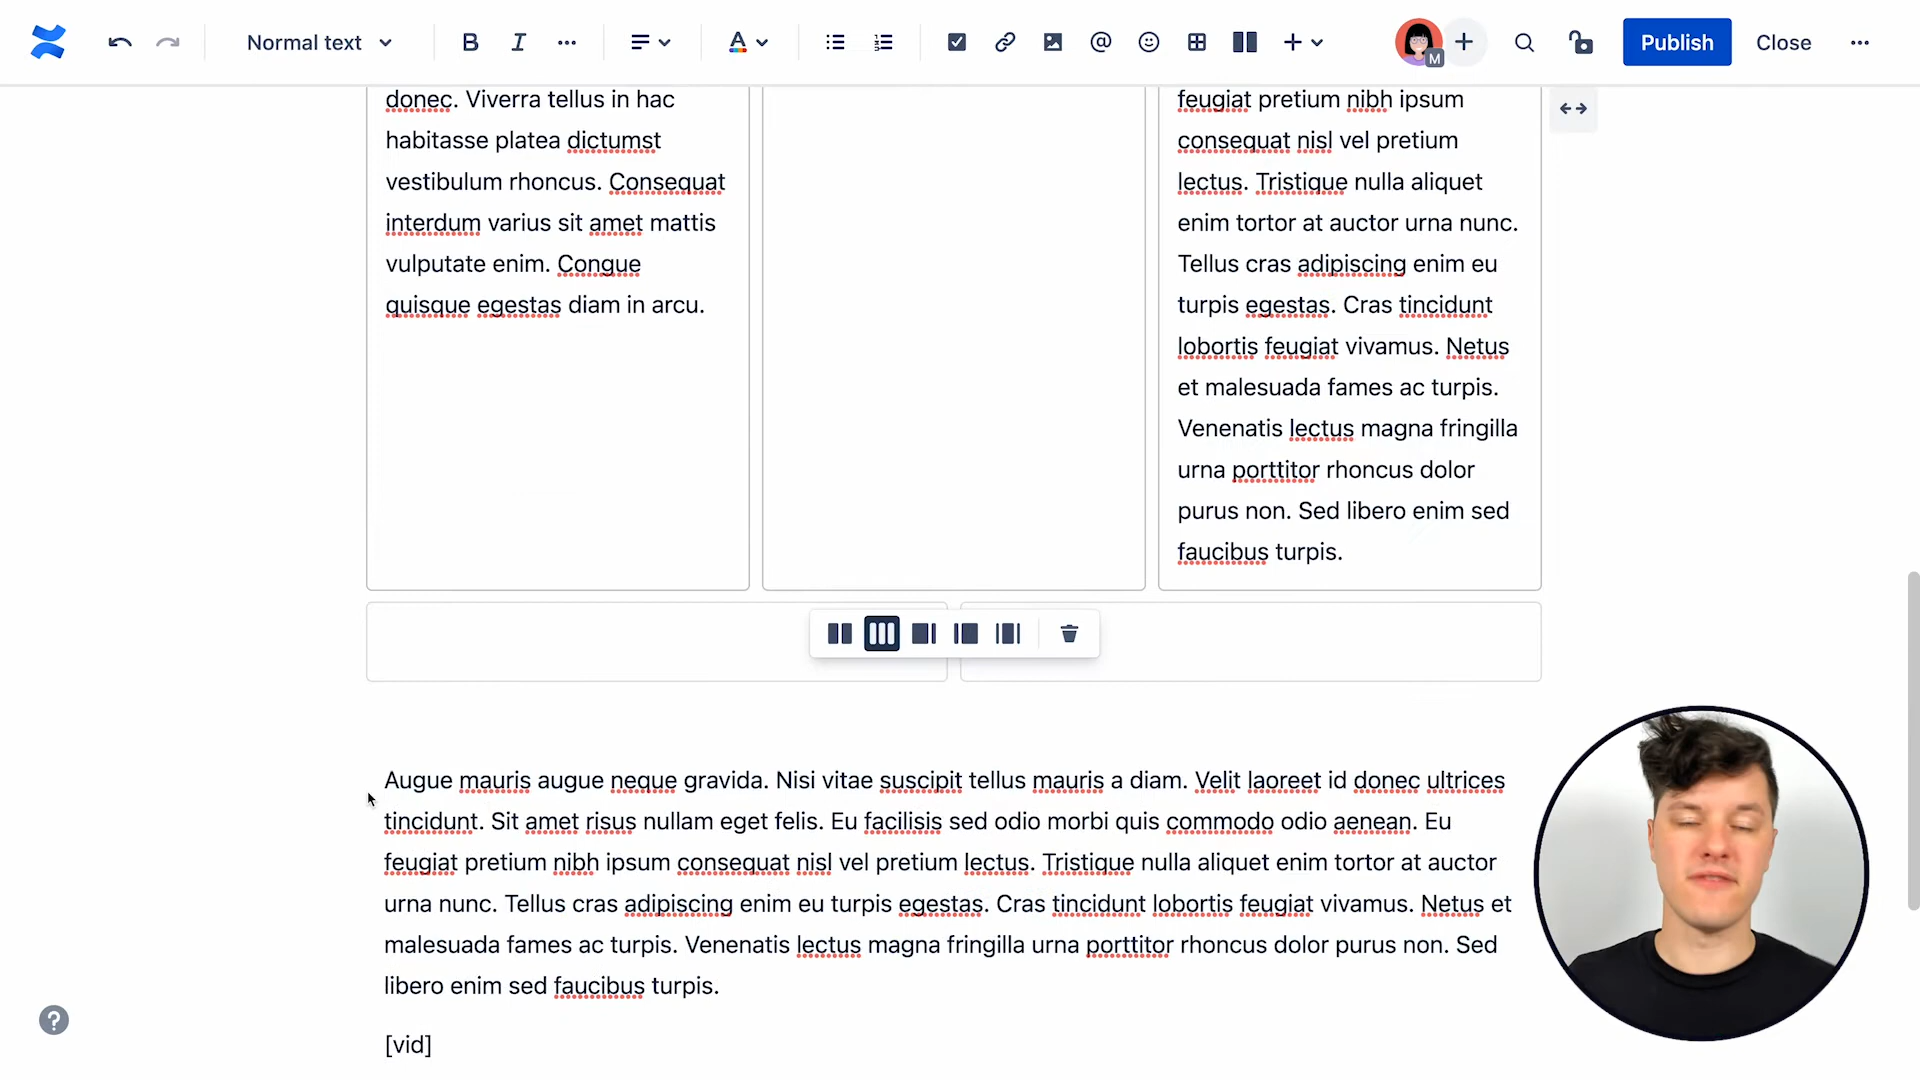 Normal text
B I
A
M
Publish
Close
donec. Viverra tellus in hac
habitasse platea dictumst
vestibulum rhoncus. Consequat
interdum varius sit amet mattis
vulputate enim. Congue
quisque egestas diam in arcu.
feugiat pretium nibh ipsum
consequat nisl vel pretium
lectus. Tristique nulla aliquet
enim tortor at auctor urna nunc.
Tellus cras adipiscing enim eu
turpis egestas. Cras tincidunt
lobortis feugiat vivamus. Netus
et malesuada fames ac turpis.
Venenatis lectus magna fringilla
urna porttitor rhoncus dolor
purus non. Sed libero enim sed
faucibus turpis.
Augue mauris augue neque gravida. Nisi vitae suscipit tellus mauris a diam. Velit laoreet id donec ultrices
tincidunt. Sit amet risus nullam eget felis. Eu facilisis sed odio morbi quis commodo odio aenean. Eu
feugiat pretium nibh ipsum consequat nisl vel pretium lectus. Tristique nulla aliquet enim tortor at auctor
urna nunc. Tellus cras adipiscing enim eu turpis egestas. Cras tincidunt lobortis feugiat vivamus. Netus et
malesuada fames ac turpis. Venenatis lectus magna fringilla urna porttitor rhoncus dolor purus non. Sed
libero enim sed faucibus turpis.
[vid]